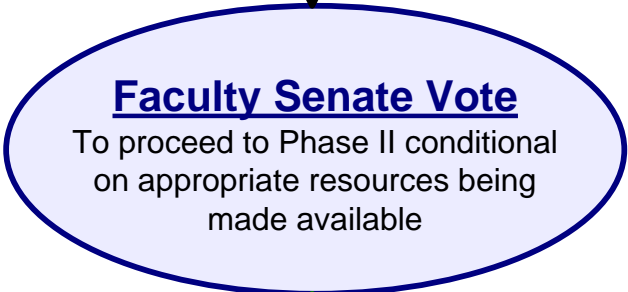 Faculty Senate Vote
To proceed to Phase II conditional
on appropriate resources being
made available